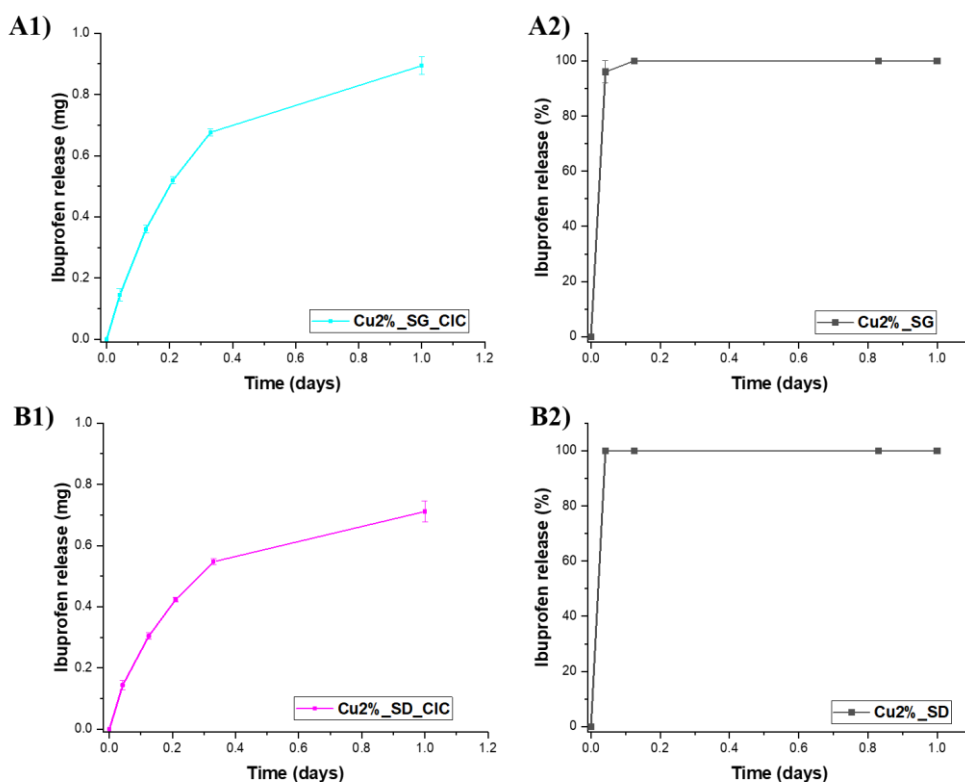 A1)
1.0
0.8
0.6
0.4
0.2
0.0
Ibuprofen release (mg)
Cu2%_SG_CIC
0.0 0.2 0.4 0.6 0.8 1.0 1.2
Time (days)
A2)
100
80
60
40
20
0
Ibuprofen release (%)
Cu2%_SG
0.0 0.2 0.4 0.6 0.8 1.0
Time (days)
B1)
1.0
0.8
0.6
0.4
0.2
0.0
Ibuprofen release (mg)
Cu2%_SD_CIC
0.0 0.2 0.4 0.6 0.8 1.0 1.2
Time (days)
B2)
100
80
60
40
20
0
Ibuprofen release (%)
Cu2%_SD
0.0 0.2 0.4 0.6 0.8 1.0
Time (days)